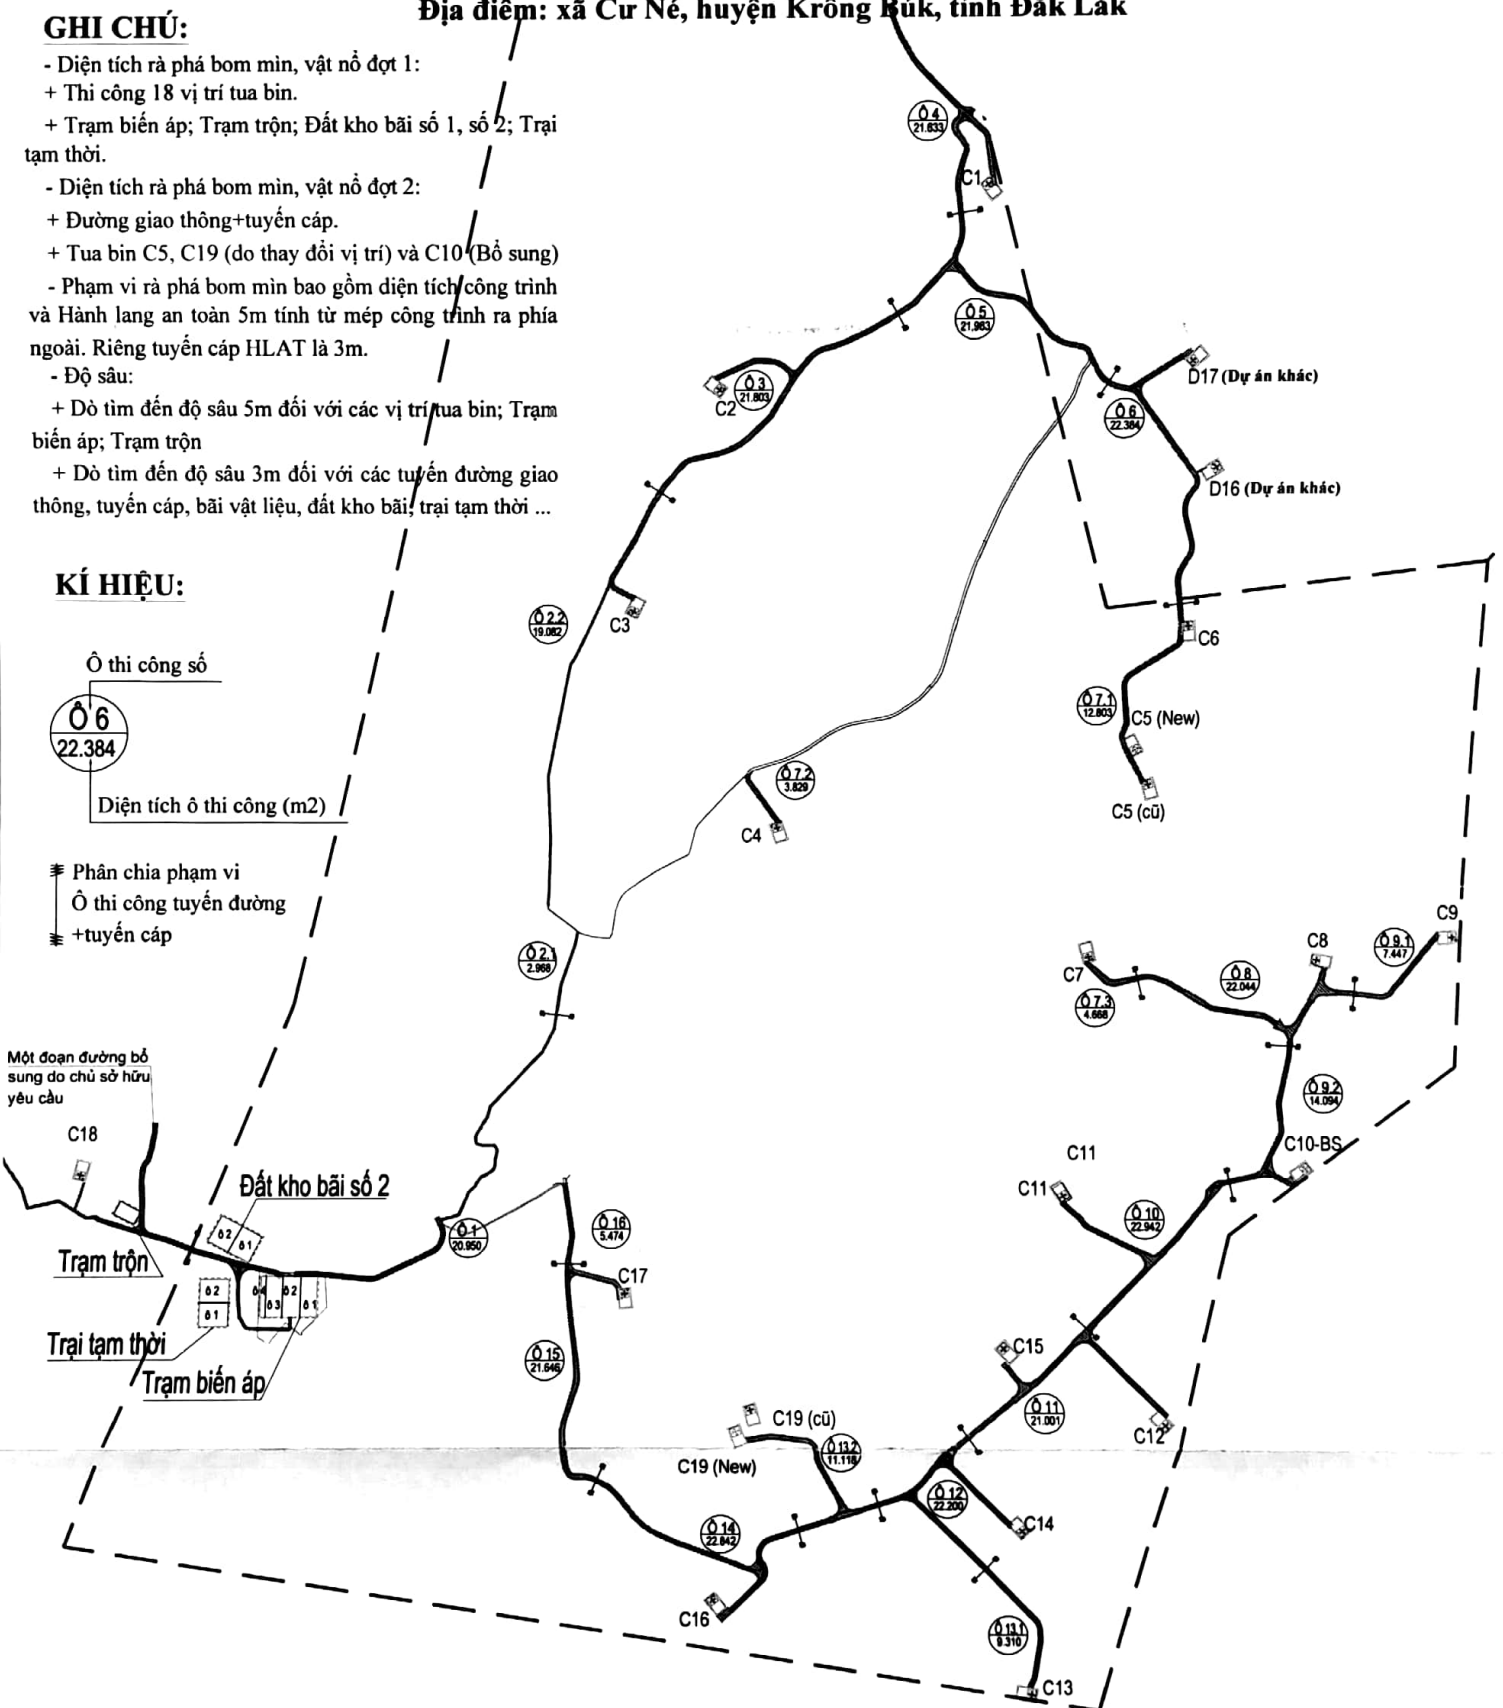 Địa điểm: xã Cư Né, huyện Krông Búk, tỉnh Đắk Lắk
GHI CHÚ:
- Diện tích rà phá bom mìn, vật nổ đợt 1:
+ Thi công 18 vị trí tua bin.
+ Trạm biến áp; Trạm trộn; Đất kho bãi số 1, số 2; Trại
tạm thời.
- Diện tích rà phá bom mìn, vật nổ đợt 2:
+ Đường giao thông+tuyến cáp.
+ Tua bin C5, C19 (do thay đổi vị trí) và C10 (Bổ sung)
- Phạm vi rà phá bom mìn bao gồm diện tích công trình
và Hành lang an toàn 5m tính từ mép công trình ra phía
ngoài. Riêng tuyến cáp HLAT là 3m.
- Độ sâu:
+ Dò tìm đến độ sâu 5m đối với các vị trí tua bin; Trạm
biến áp; Trạm trộn
+ Dò tìm đến độ sâu 3m đối với các tuyến đường giao
thông, tuyến cáp, bãi vật liệu, đất kho bãi, trại tạm thời ...
KÍ HIỆU:
Ô thi công số
Ô 6
22.384
Diện tích ô thi công (m2)
Phân chia phạm vi
Ô thi công tuyến đường
+tuyến cáp
Ô 4
21.633
C1
Ô 5
21.963
Ô 3
21.803
C2
D17 (Dự án khác)
Ô 6
22.384
D16 (Dự án khác)
Ô 2.2
19.082
C3
C6
Ô 7.1
12.803
C5 (New)
C5 (cũ)
Ô 7.2
3.829
C4
Ô 2.1
2.968
C9
C8
Ô 9.1
7.447
C7
Ô 8
22.044
Ô 7.3
4.668
Ô 9.2
14.094
C10-BS
C11
C11
Ô 10
22.942
Một đoạn đường bổ
sung do chủ sở hữu
yêu cầu
C18
Đất kho bãi số 2
ô 2
ô 1
Ô 1
20.950
Ô 16
5.474
C17
Trạm trộn
ô 2
ô 1
ô 4
ô 3
ô 2
ô 1
Trại tạm thời
Trạm biến áp
Ô 15
21.646
C15
Ô 11
21.001
C12
C19 (cũ)
C19 (New)
Ô 13.2
11.118
Ô 12
22.200
C14
Ô 14
22.842
C16
Ô 13.1
9.310
C13